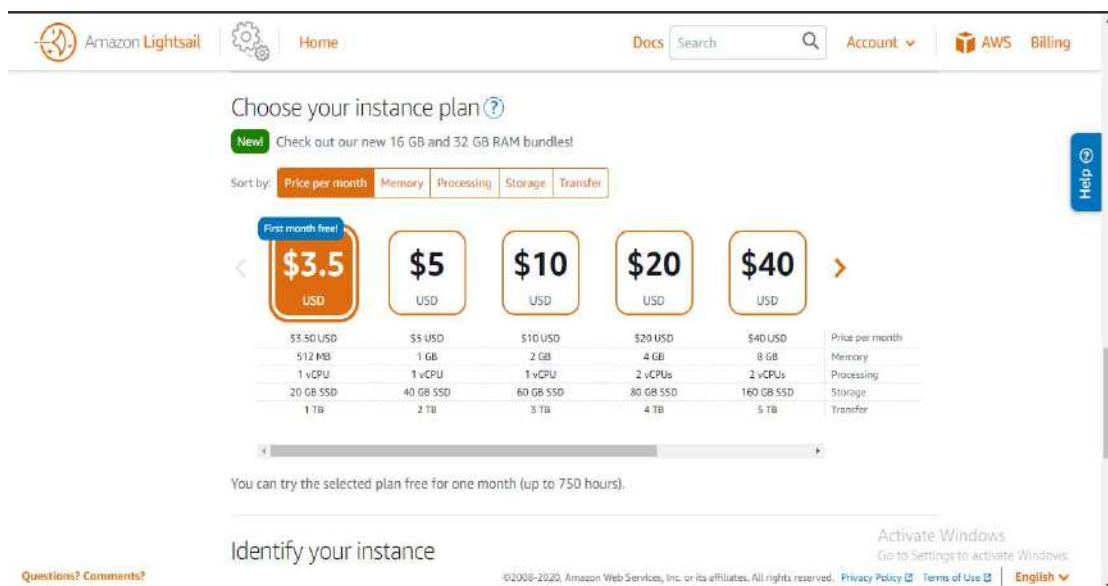 Amazon Lightsail Home Docs Search Account AWS Billing
Choose your instance plan ?
New! Check out our new 16 GB and 32 GB RAM bundles!
Help ?
Sort by: Price per month Memory Processing Storage Transfer
First month free!
$3.5 $5 $10 $20 $40
USD USD USD USD USD
$3.50 USD $5 USD $10 USD $20 USD $40 USD Price per month
512 MB 1 GB 2 GB 4 GB 8 GB Memory
1 vCPU 1 vCPU 1 vCPU 2 vCPUs 2 vCPUs Processing
20 GB SSD 40 GB SSD 60 GB SSD 80 GB SSD 160 GB SSD Storage
1 TB 2 TB 3 TB 4 TB 5 TB Transfer
You can try the selected plan free for one month (up to 750 hours).
Identify your instance
Activate Windows
Go to Settings to activate Windows.
Questions? Comments? ©2008-2020, Amazon Web Services, Inc. or its affiliates. All rights reserved. Privacy Policy Terms of Use English